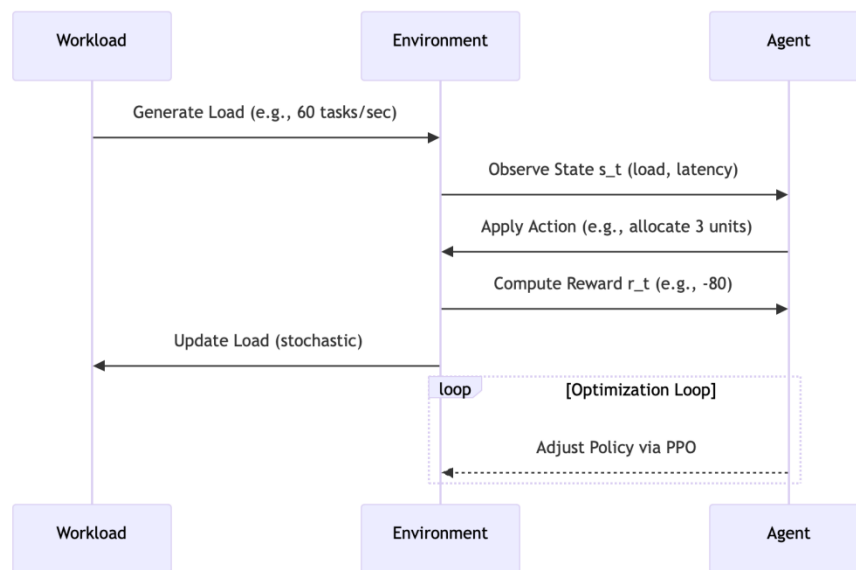 Workload
Environment
Agent
Generate Load (e.g., 60 tasks/sec)
Observe State s_t (load, latency)
Apply Action (e.g., allocate 3 units)
Compute Reward r_t (e.g., -80)
Update Load (stochastic)
loop
[Optimization Loop]
Adjust Policy via PPO
Workload
Environment
Agent